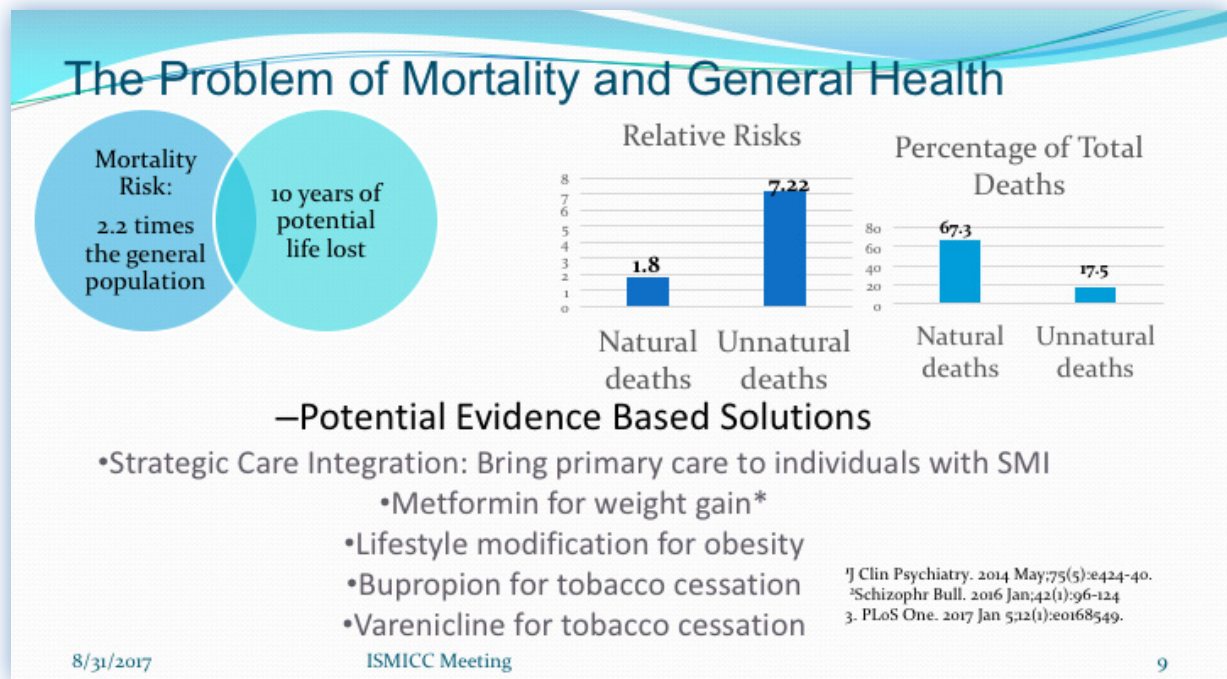 The Problem of Mortality and General Health
Mortality
Risk:
2.2 times
the general
population
10 years of
potential
life lost
Relative Risks
8
7
6
5
4
3
2
1
0
1.8
7.22
Natural
deaths
Unnatural
deaths
Percentage of Total
Deaths
80
60
40
20
0
67.3
17.5
Natural
deaths
Unnatural
deaths
–Potential Evidence Based Solutions
•Strategic Care Integration: Bring primary care to individuals with SMI
•Metformin for weight gain*
•Lifestyle modification for obesity
•Bupropion for tobacco cessation
•Varenicline for tobacco cessation
¹J Clin Psychiatry. 2014 May;75(5):e424-40.
²Schizophr Bull. 2016 Jan;42(1):96-124
3. PLoS One. 2017 Jan 5;12(1):e0168549.
8/31/2017
ISMICC Meeting
9